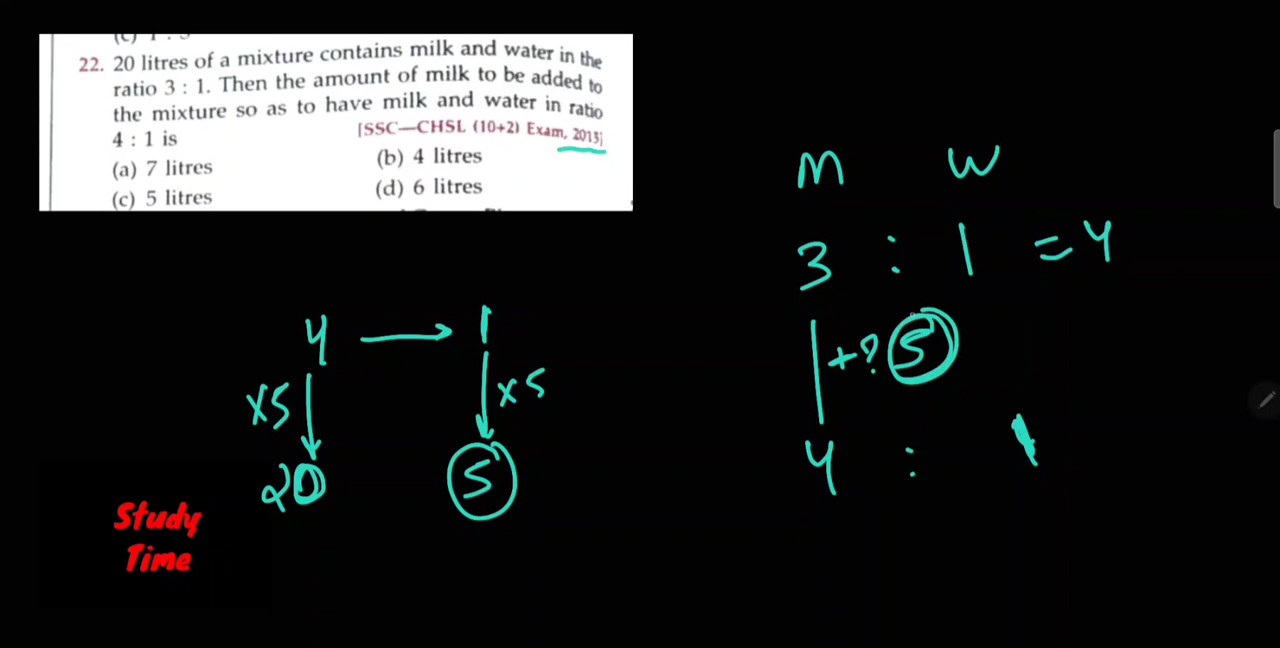 22. 20 litres of a mixture contains milk and water in the
ratio 3 : 1. Then the amount of milk to be added to
the mixture so as to have milk and water in ratio
4 : 1 is
[SSC—CHSL (10+2) Exam, 2013]
(a) 7 litres
(b) 4 litres
(c) 5 litres
(d) 6 litres
M W
3 : 1 = 4
+? 5
4 : 1
4 → 1
x5 x5
20 5
Study
Time